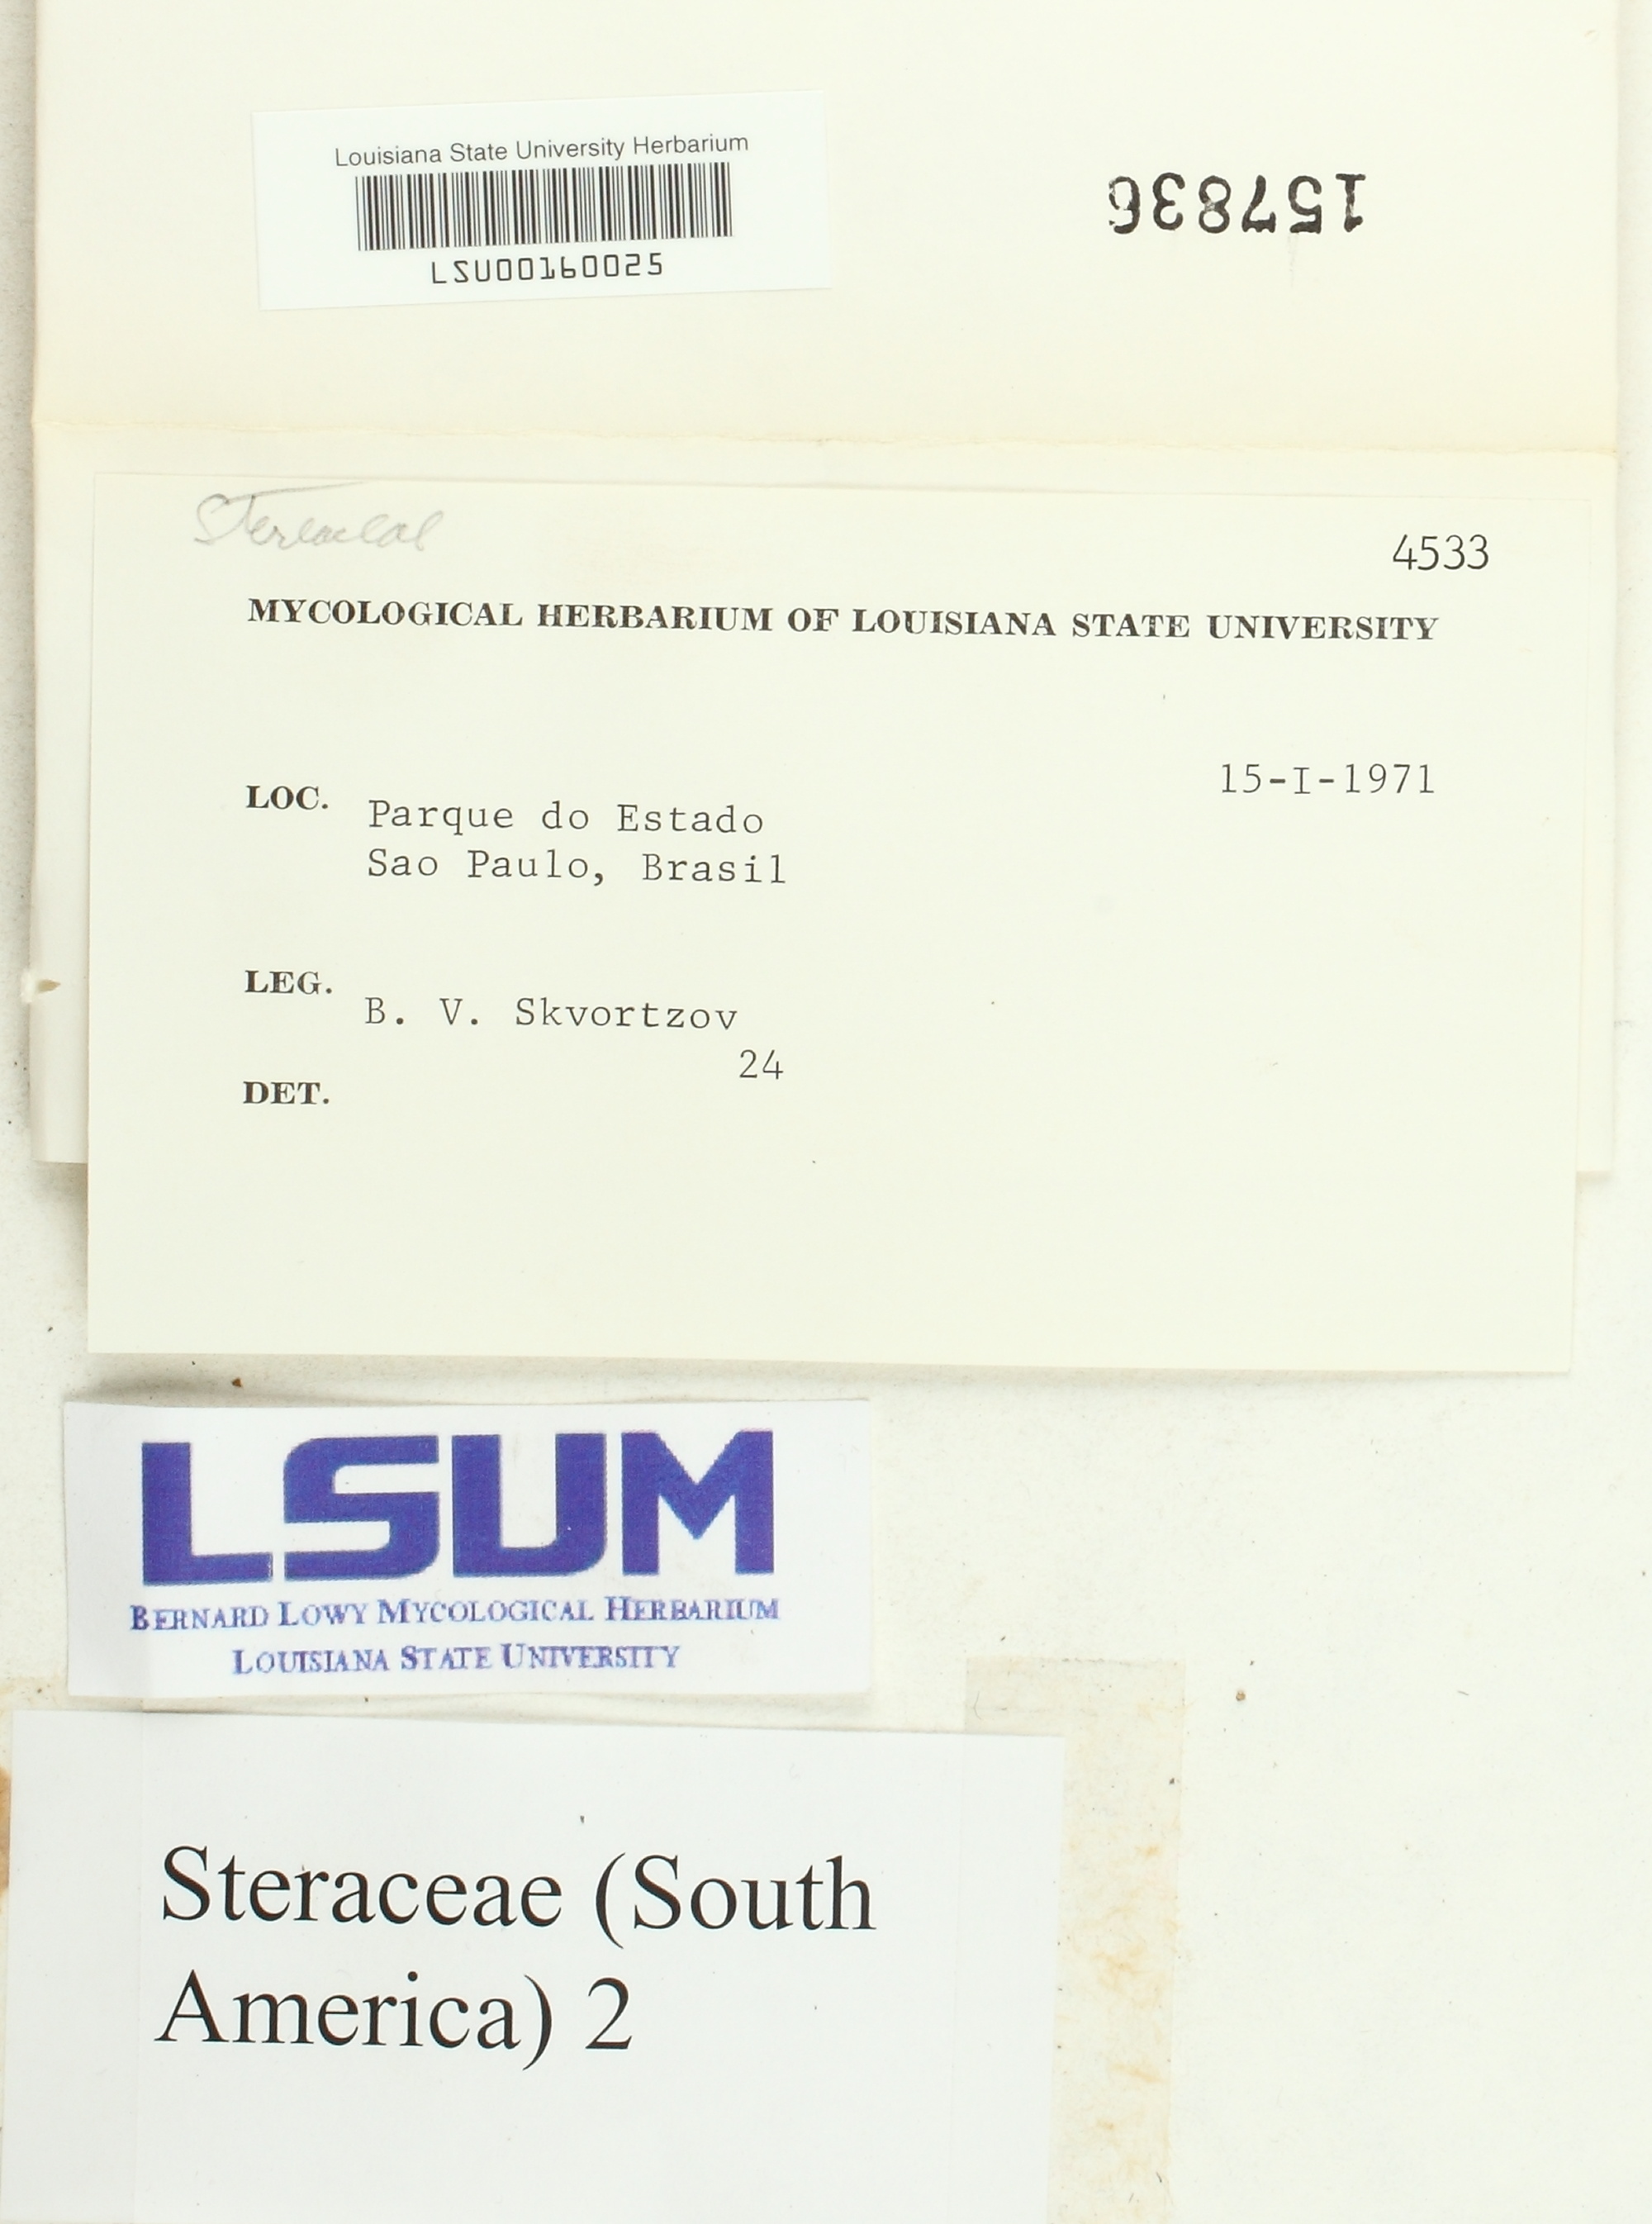 Louisiana State University Herbarium
LSU00160025
157836
Stereaceae
4533
MYCOLOGICAL HERBARIUM OF LOUISIANA STATE UNIVERSITY
15-I-1971
LOC. Parque do Estado
Sao Paulo, Brasil
LEG. B. V. Skvortzov
24
DET.
LSUM
BERNARD LOWY MYCOLOGICAL HERBARIUM
LOUISIANA STATE UNIVERSITY
Steraceae (South
America) 2